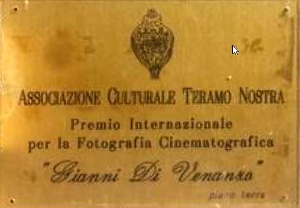 ASSOCIAZIONE CULTURALE TERAMO NOSTRA
Premio Internazionale
per la Fotografia Cinematografica
"Gianni Di Venanzo"
piano terra